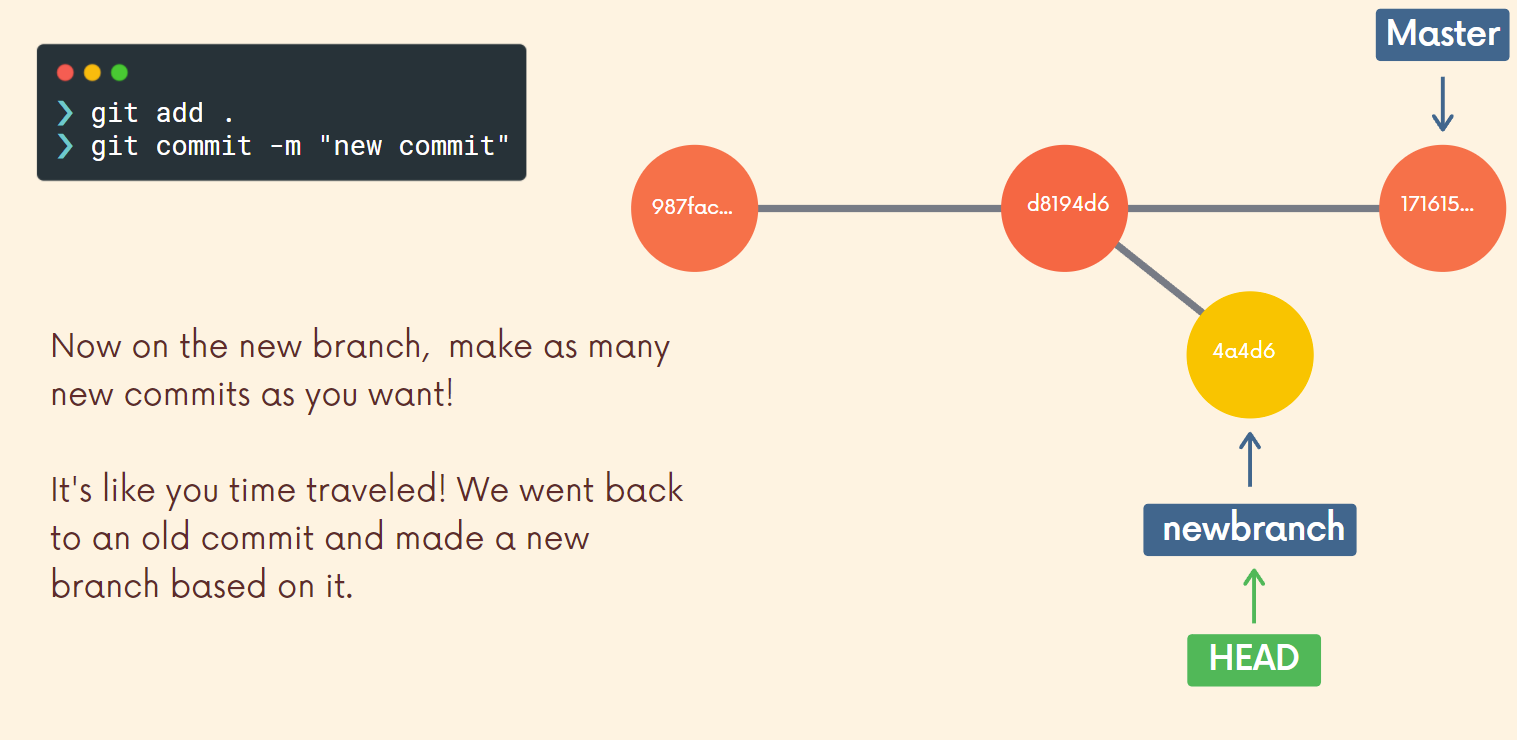 ❯ git add .
❯ git commit -m "new commit"
Master
987fac...
d8194d6
171615...
4a4d6
newbranch
HEAD
Now on the new branch, make as many
new commits as you want!
It's like you time traveled! We went back
to an old commit and made a new
branch based on it.